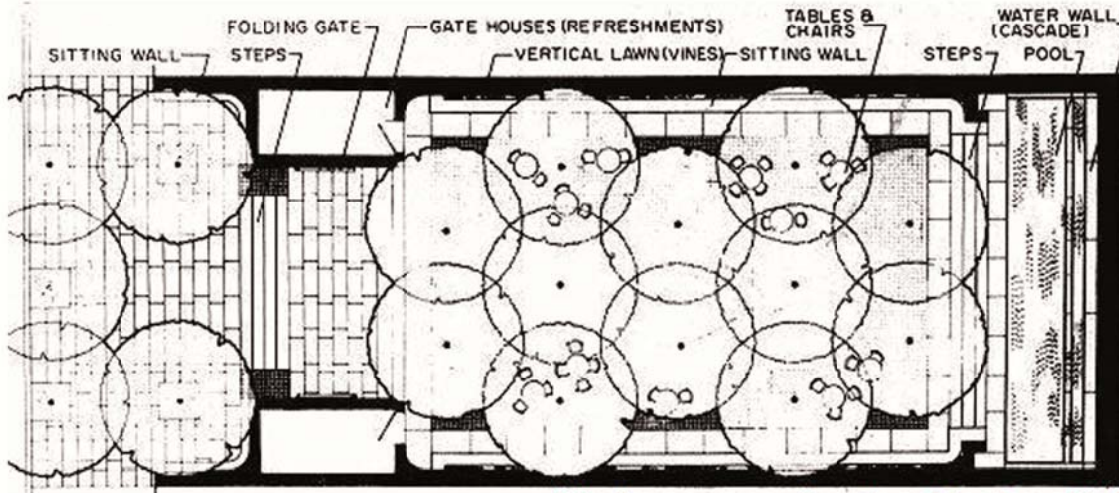 FOLDING GATE
GATE HOUSES (REFRESHMENTS)
TABLES &
CHAIRS
WATER WALL
(CASCADE)
SITTING WALL
STEPS
VERTICAL LAWN (VINES)
SITTING WALL
STEPS
POOL